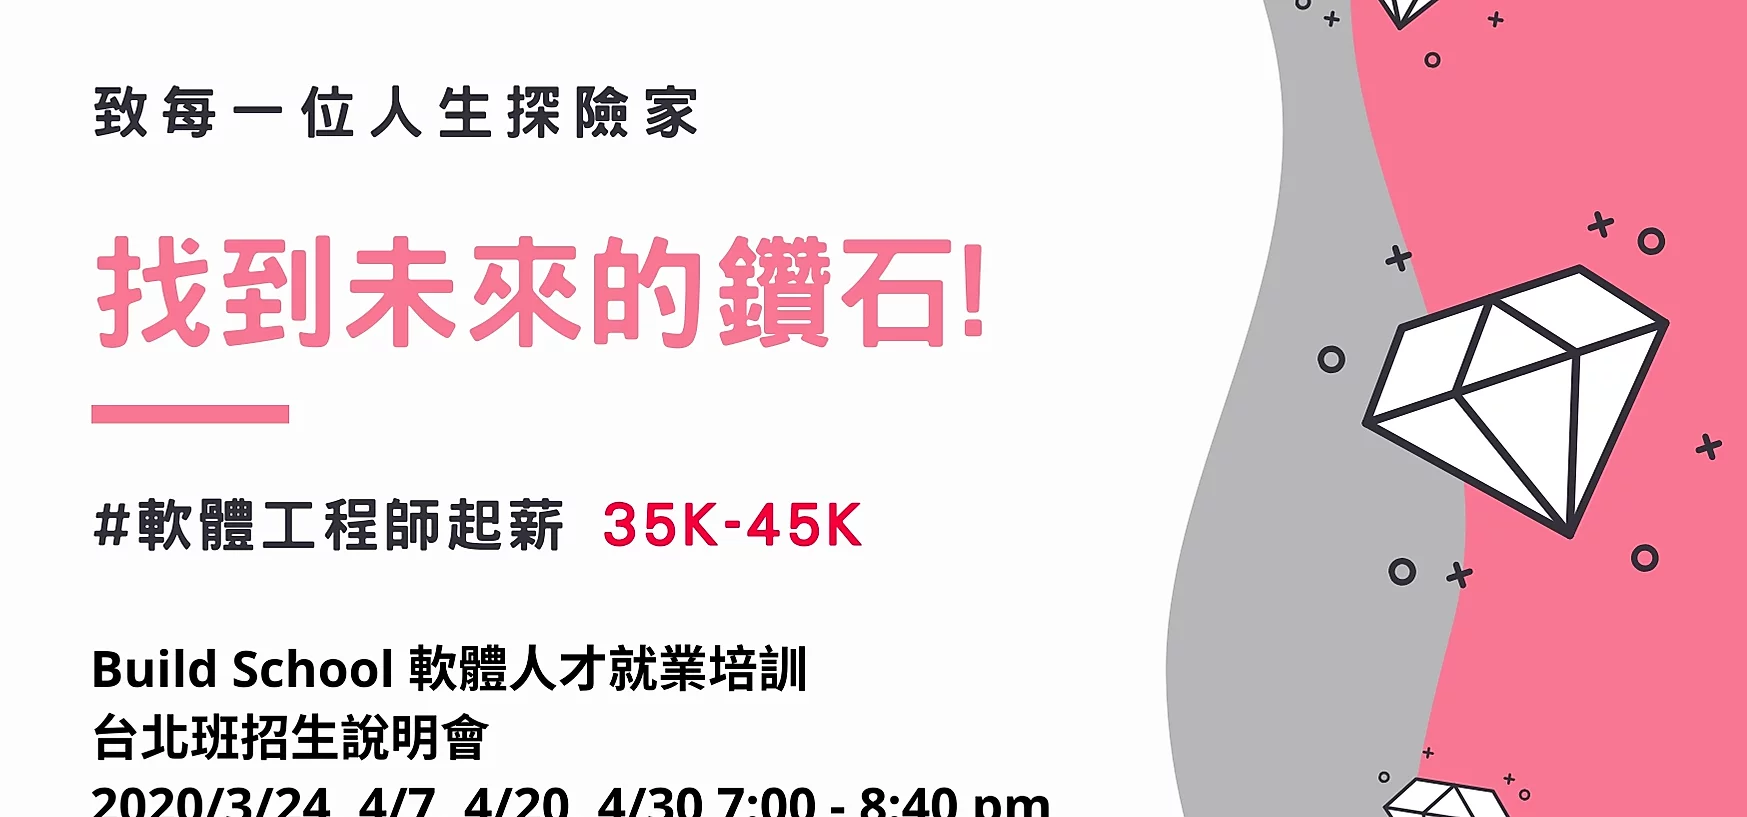 致每一位人生探險家
找到未來的鑽石!
#軟體工程師起薪 35K-45K
Build School 軟體人才就業培訓
台北班招生說明會
2020/3/24 4/7 4/20 4/30 7:00 - 8:40 pm